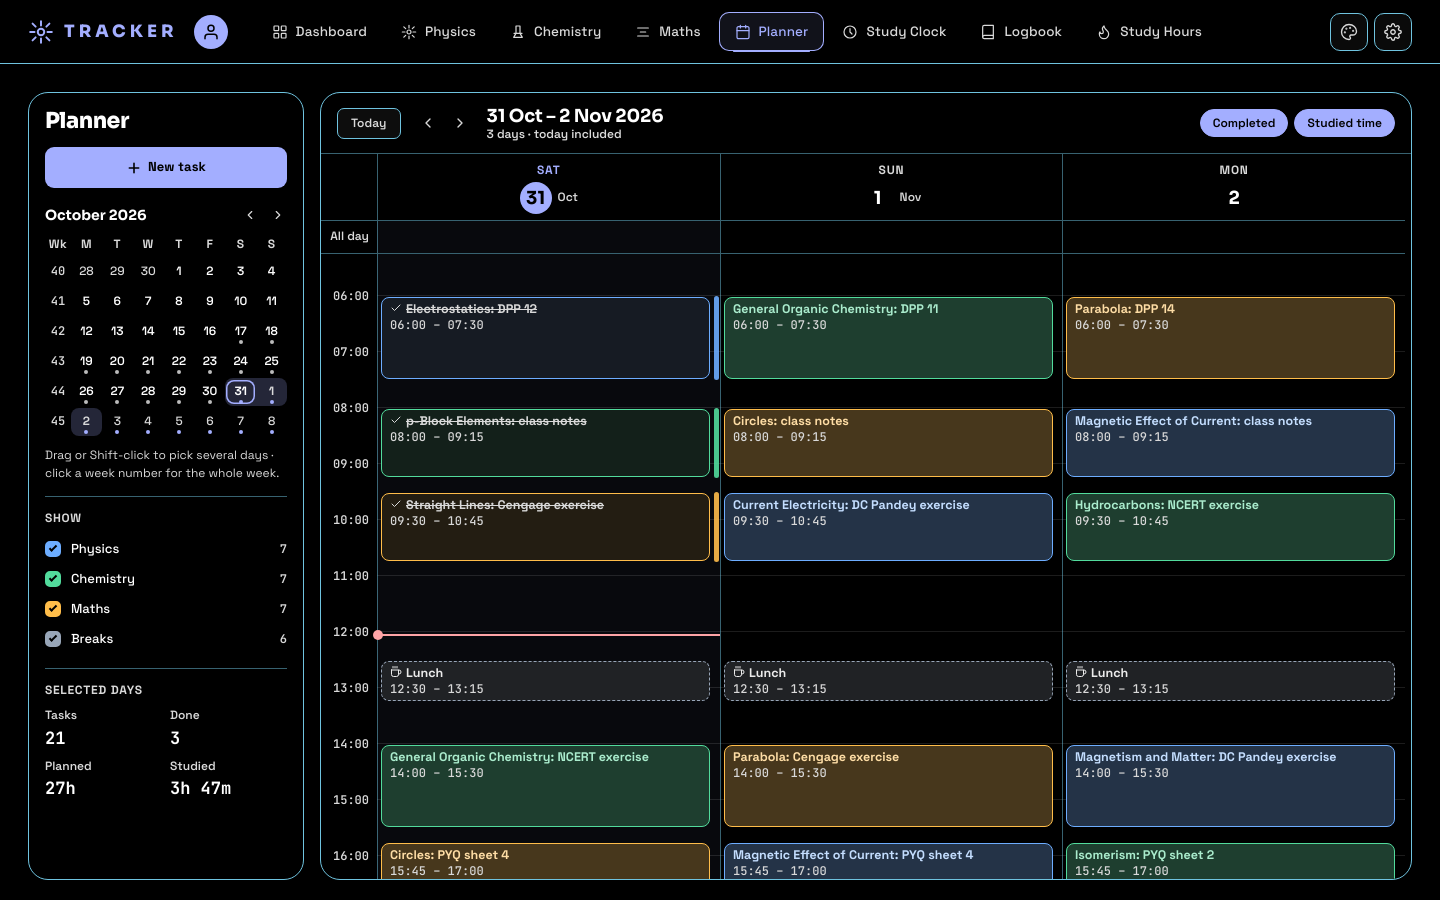 TRACKER
Dashboard
Physics
Chemistry
Maths
Planner
Study Clock
Logbook
Study Hours
Planner
+ New task
October 2026
Wk M T W T F S S
40 28 29 30 1 2 3 4
41 5 6 7 8 9 10 11
42 12 13 14 15 16 17 18
43 19 20 21 22 23 24 25
44 26 27 28 29 30 31 1
45 2 3 4 5 6 7 8
Drag or Shift-click to pick several days ·
click a week number for the whole week.
SHOW
Physics 7
Chemistry 7
Maths 7
Breaks 6
SELECTED DAYS
Tasks Done
21 3
Planned Studied
27h 3h 47m
Today
31 Oct – 2 Nov 2026
3 days · today included
Completed
Studied time
SAT
31 Oct
SUN
1 Nov
MON
2
All day
06:00
07:00
08:00
09:00
10:00
11:00
12:00
13:00
14:00
15:00
16:00
Electrostatics: DPP 12
06:00 – 07:30
p-Block Elements: class notes
08:00 – 09:15
Straight Lines: Cengage exercise
09:30 – 10:45
Lunch
12:30 – 13:15
General Organic Chemistry: NCERT exercise
14:00 – 15:30
Circles: PYQ sheet 4
15:45 – 17:00
General Organic Chemistry: DPP 11
06:00 – 07:30
Circles: class notes
08:00 – 09:15
Current Electricity: DC Pandey exercise
09:30 – 10:45
Lunch
12:30 – 13:15
Parabola: Cengage exercise
14:00 – 15:30
Magnetic Effect of Current: PYQ sheet 4
15:45 – 17:00
Parabola: DPP 14
06:00 – 07:30
Magnetic Effect of Current: class notes
08:00 – 09:15
Hydrocarbons: NCERT exercise
09:30 – 10:45
Lunch
12:30 – 13:15
Magnetism and Matter: DC Pandey exercise
14:00 – 15:30
Isomerism: PYQ sheet 2
15:45 – 17:00